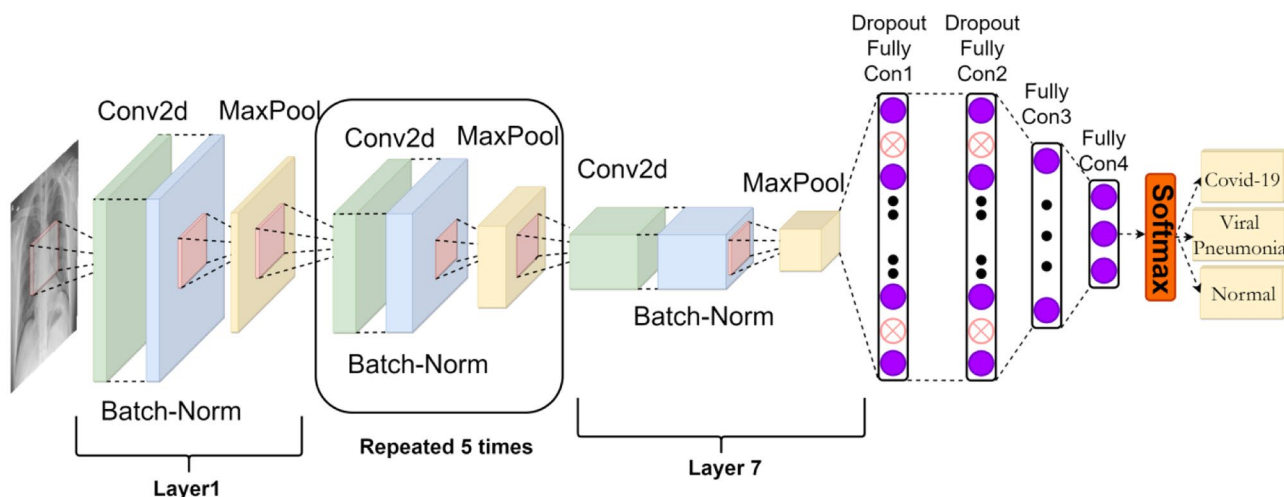 Conv2d
MaxPool
Batch-Norm
Layer1
Conv2d
MaxPool
Batch-Norm
Repeated 5 times
Conv2d
MaxPool
Batch-Norm
Layer 7
Dropout
Fully
Con1
Dropout
Fully
Con2
Fully
Con3
Fully
Con4
Softmax
Covid-19
Viral
Pneumonia
Normal